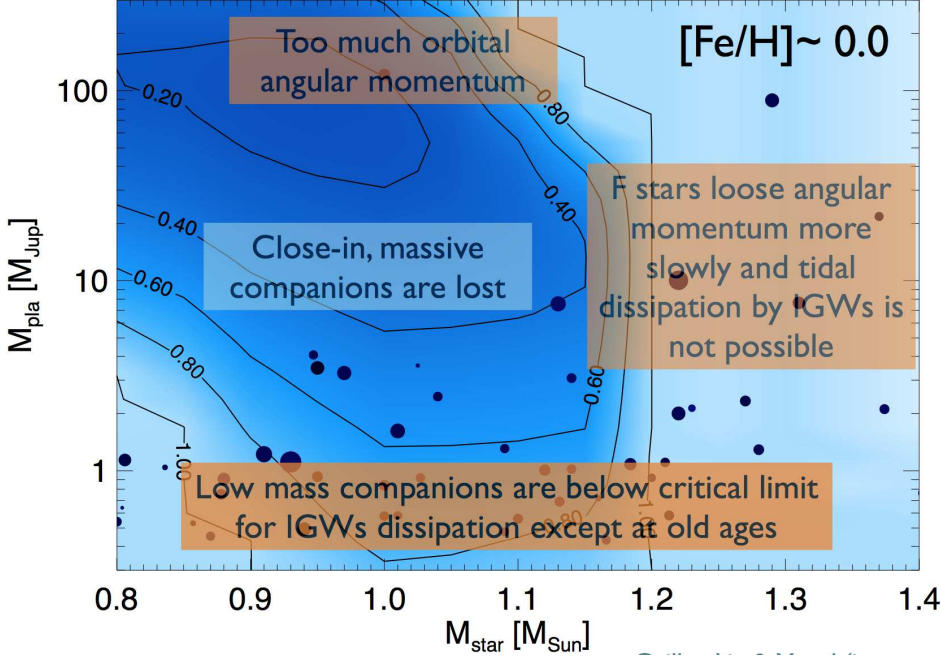 Too much orbital
angular momentum
[Fe/H]~ 0.0
100
0.20
0.80
F stars loose angular
momentum more
slowly and tidal
dissipation by IGWs is
not possible
0.40
0.40
Close-in, massive
companions are lost
M_pla [M_Jup]
10
0.60
0.80
0.60
1
1.00
Low mass companions are below critical limit
for IGWs dissipation except at old ages
0.80
0.8
0.9
1.0
1.1
1.2
1.3
1.4
M_star [M_Sun]